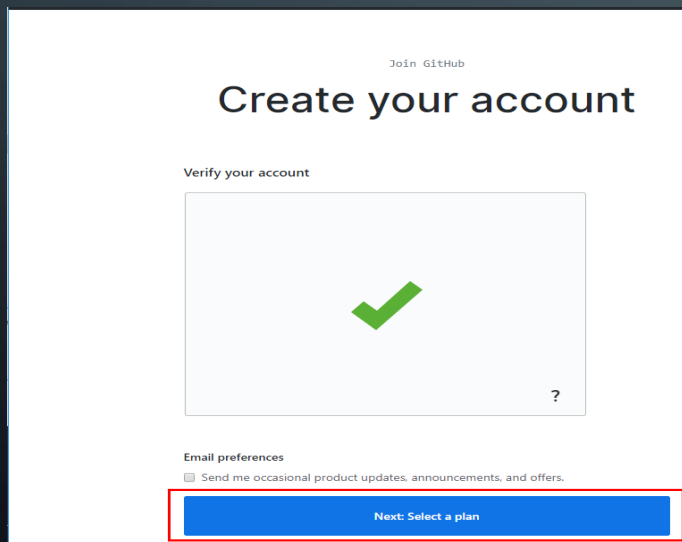 Join GitHub
Create your account
Verify your account
?
Email preferences
Send me occasional product updates, announcements, and offers.
Next: Select a plan